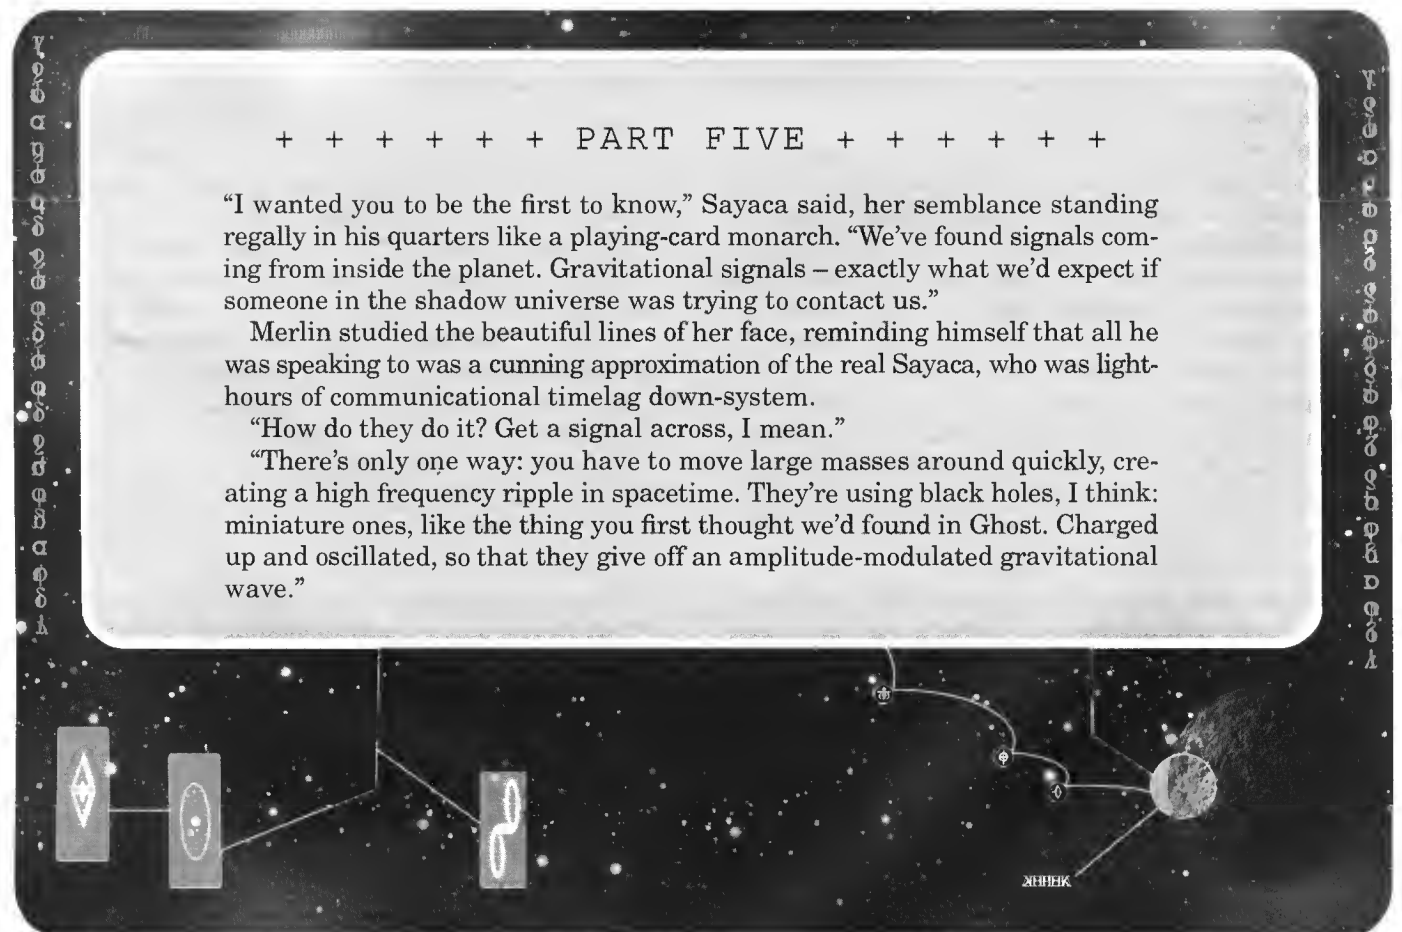 + + + + + + PART FIVE + + + + + +
“I wanted you to be the first to know,” Sayaca said, her semblance standing
regally in his quarters like a playing-card monarch. “We’ve found signals com-
ing from inside the planet. Gravitational signals – exactly what we’d expect if
someone in the shadow universe was trying to contact us.”
Merlin studied the beautiful lines of her face, reminding himself that all he
was speaking to was a cunning approximation of the real Sayaca, who was light-
hours of communicational timelag down-system.
“How do they do it? Get a signal across, I mean.”
“There’s only one way: you have to move large masses around quickly, cre-
ating a high frequency ripple in spacetime. They’re using black holes, I think:
miniature ones, like the thing you first thought we’d found in Ghost. Charged
up and oscillated, so that they give off an amplitude-modulated gravitational
wave.”